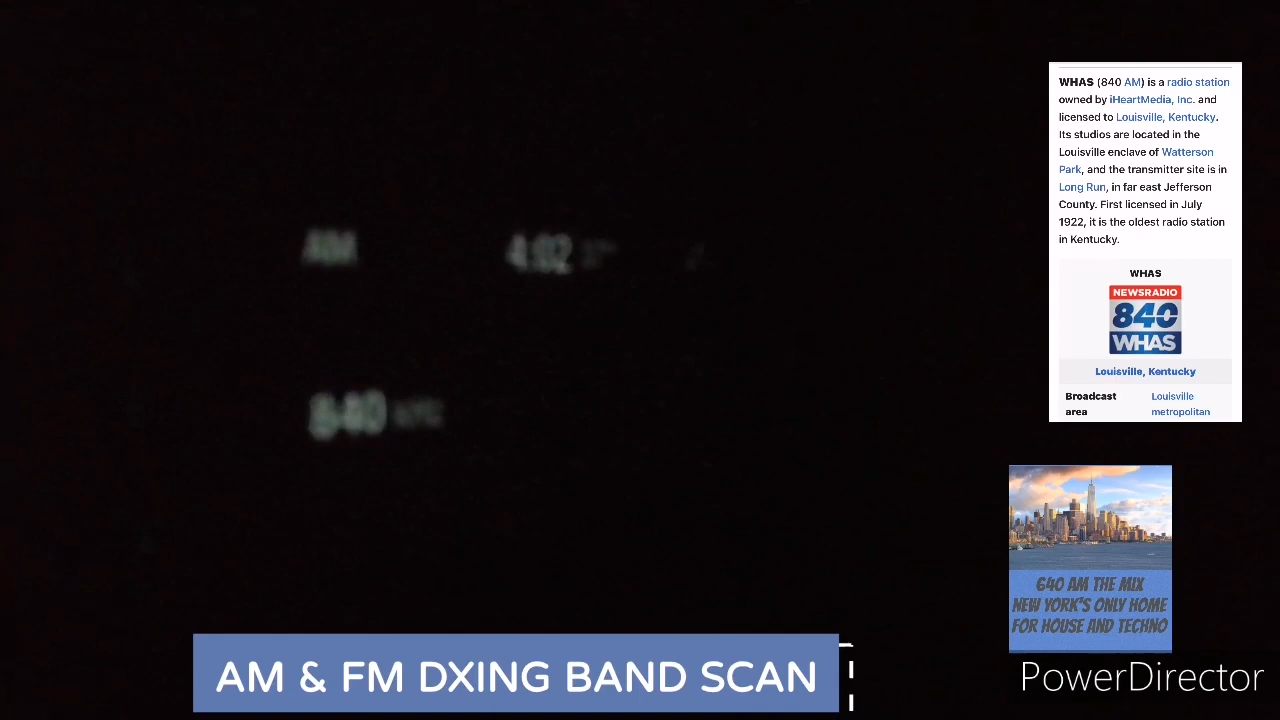 AM
4:02
840
WHAS (840 AM) is a radio station
owned by iHeartMedia, Inc. and
licensed to Louisville, Kentucky.
Its studios are located in the
Louisville enclave of Watterson
Park, and the transmitter site is in
Long Run, in far east Jefferson
County. First licensed in July
1922, it is the oldest radio station
in Kentucky.
WHAS
NEWSRADIO
840
WHAS
Louisville, Kentucky
Broadcast Louisville
area metropolitan
640 AM THE MIX
NEW YORK'S ONLY HOME
FOR HOUSE AND TECHNO
AM & FM DXING BAND SCAN
PowerDirector